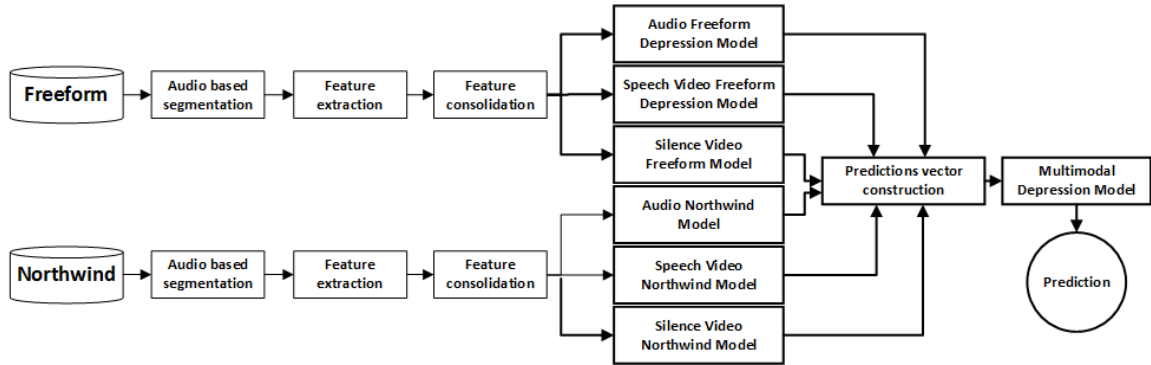 Freeform
Audio based
segmentation
Feature
extraction
Feature
consolidation
Audio Freeform
Depression Model
Speech Video Freeform
Depression Model
Silence Video
Freeform Model
Audio Northwind
Model
Speech Video
Northwind Model
Silence Video
Northwind Model
Northwind
Audio based
segmentation
Feature
extraction
Feature
consolidation
Predictions vector
construction
Multimodal
Depression Model
Prediction